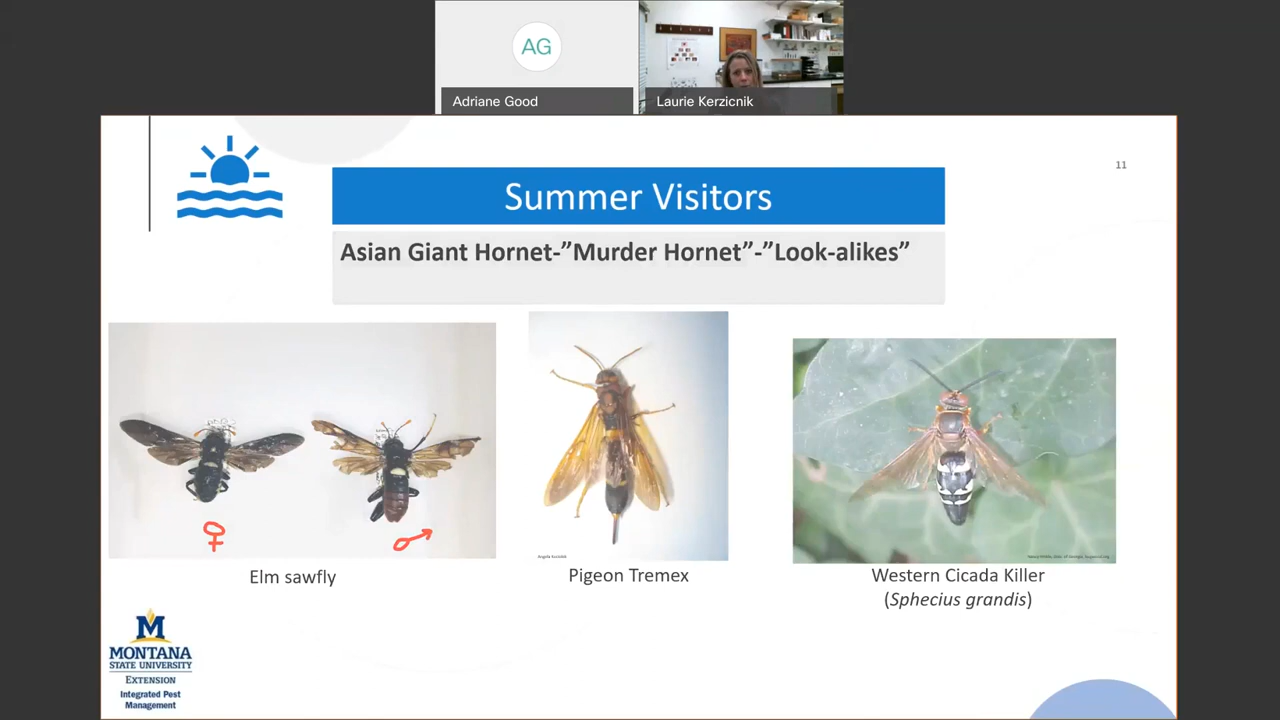 AG
Adriane Good
Laurie Kerzicnik
11
Summer Visitors
Asian Giant Hornet-”Murder Hornet”-”Look-alikes”
Elm sawfly
Pigeon Tremex
Western Cicada Killer
(Sphecius grandis)
M
MONTANA
STATE UNIVERSITY
EXTENSION
Integrated Pest
Management